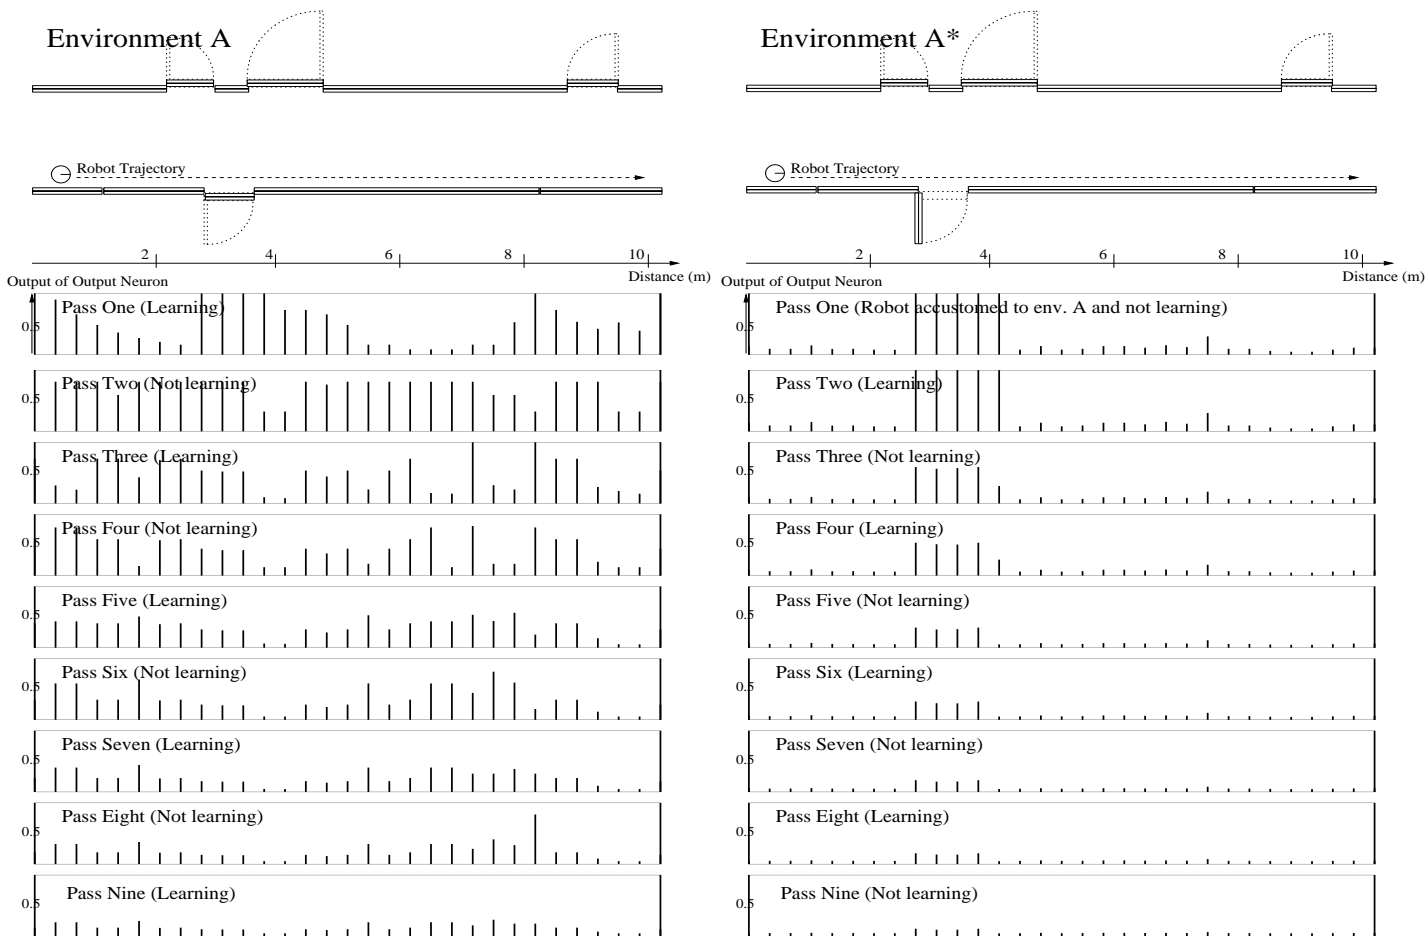 Environment A
Robot Trajectory
2 4 6 8 10
Distance (m)
Output of Output Neuron
Pass One (Learning)
0.5
Pass Two (Not learning)
0.5
Pass Three (Learning)
0.5
Pass Four (Not learning)
0.5
Pass Five (Learning)
0.5
Pass Six (Not learning)
0.5
Pass Seven (Learning)
0.5
Pass Eight (Not learning)
0.5
Pass Nine (Learning)
0.5
Environment A*
Robot Trajectory
2 4 6 8 10
Distance (m)
Output of Output Neuron
Pass One (Robot accustomed to env. A and not learning)
0.5
Pass Two (Learning)
0.5
Pass Three (Not learning)
0.5
Pass Four (Learning)
0.5
Pass Five (Not learning)
0.5
Pass Six (Learning)
0.5
Pass Seven (Not learning)
0.5
Pass Eight (Learning)
0.5
Pass Nine (Not learning)
0.5